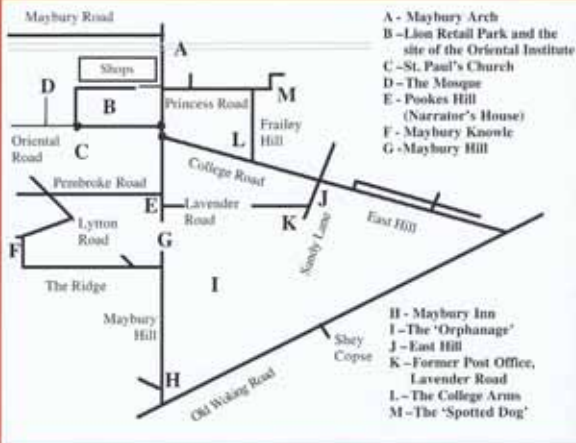 Maybury Road
A
Shops
D
B
Princess Road
M
L
Frailey
Hill
Oriental
Road
C
College Road
Pembroke Road
E
Lavender
Road
K
J
East Hill
Sandy Lane
Lytton
Road
F
G
The Ridge
I
Maybury
Hill
H
Old Woking Road
Shey
Copse
A - Maybury Arch
B –Lion Retail Park and the
site of the Oriental Institute
C –St. Paul's Church
D –The Mosque
E - Pookes Hill
(Narrator's House)
F - Maybury Knowle
G -Maybury Hill
H - Maybury Inn
I –The 'Orphanage'
J –East Hill
K –Former Post Office,
Lavender Road
L –The College Arms
M –The 'Spotted Dog'